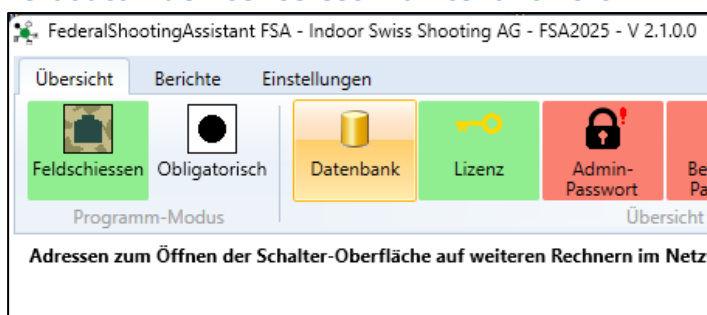 FederalShootingAssistant FSA - Indoor Swiss Shooting AG - FSA2025 - V 2.1.0.0
Übersicht Berichte Einstellungen
Feldschiessen Obligatorisch Datenbank Lizenz Admin-
Passwort
Programm-Modus Übersicht
Adressen zum Öffnen der Schalter-Oberfläche auf weiteren Rechnern im